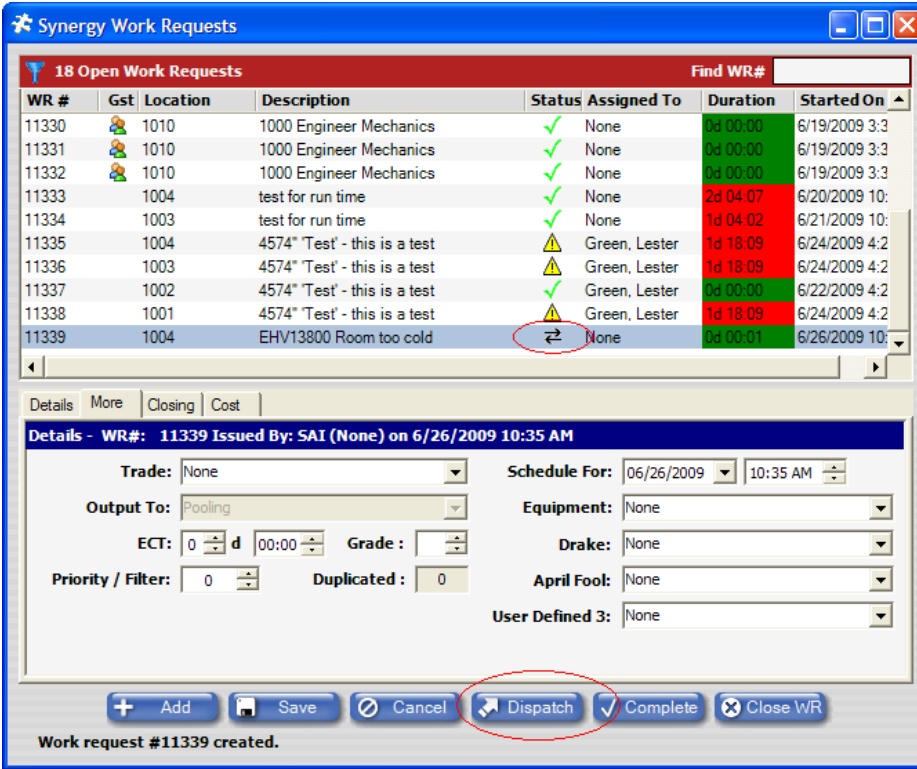 Synergy Work Requests
18 Open Work Requests Find WR#
WR # Gst Location Description Status Assigned To Duration Started On
11330 1010 1000 Engineer Mechanics None 0d 00:00 6/19/2009 3:3
11331 1010 1000 Engineer Mechanics None 0d 00:00 6/19/2009 3:3
11332 1010 1000 Engineer Mechanics None 0d 00:00 6/19/2009 3:3
11333 1004 test for run time None 2d 04:07 6/20/2009 10:
11334 1003 test for run time None 1d 04:02 6/21/2009 10:
11335 1004 4574" 'Test' - this is a test Green, Lester 1d 18:09 6/24/2009 4:2
11336 1003 4574" 'Test' - this is a test Green, Lester 1d 18:09 6/24/2009 4:2
11337 1002 4574" 'Test' - this is a test Green, Lester 0d 00:00 6/22/2009 4:2
11338 1001 4574" 'Test' - this is a test Green, Lester 1d 18:09 6/24/2009 4:2
11339 1004 EHV13800 Room too cold None 0d 00:01 6/26/2009 10:
Details More Closing Cost
Details - WR#: 11339 Issued By: SAI (None) on 6/26/2009 10:35 AM
Trade: None Schedule For: 06/26/2009 10:35 AM
Output To: Pooling Equipment: None
ECT: 0 d 00:00 Grade : Drake: None
Priority / Filter: 0 Duplicated : 0 April Fool: None
User Defined 3: None
Add Save Cancel Dispatch Complete Close WR
Work request #11339 created.